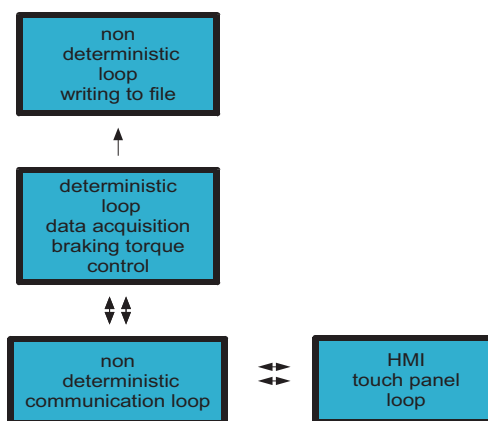 non
deterministic
loop
writing to file
deterministic
loop
data acquisition
braking torque
control
non
deterministic
communication loop
HMI
touch panel
loop